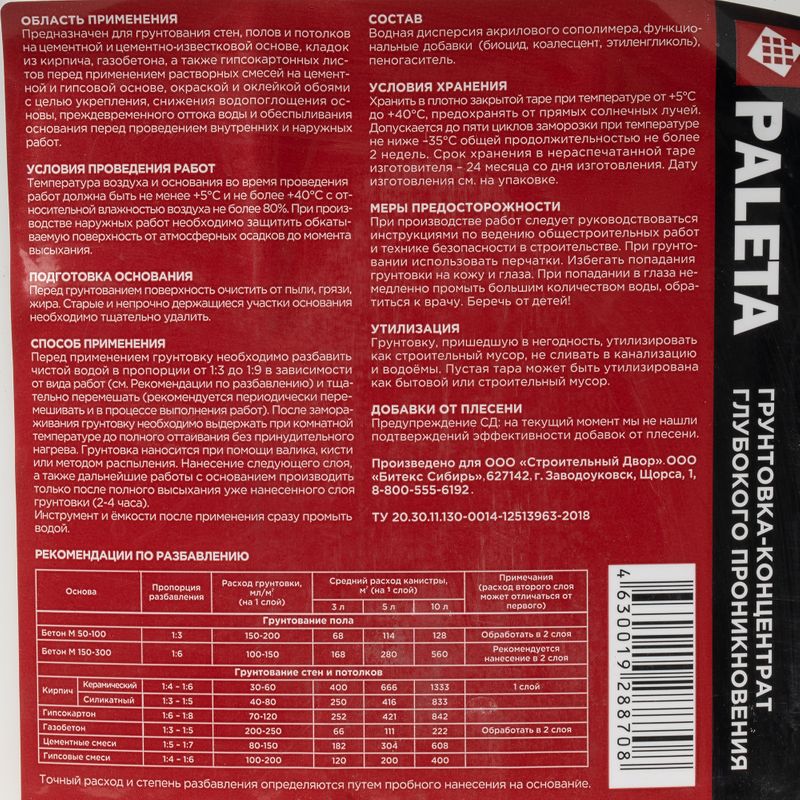 ОБЛАСТЬ ПРИМЕНЕНИЯ
Предназначен для грунтования стен, полов и потолков
на цементной и цементно-известковой основе, кладок
из кирпича, газобетона, а также гипсокартонных лис-
тов перед применением растворных смесей на цемент-
ной и гипсовой основе, окраской и оклейкой обоями
с целью укрепления, снижения водопоглощения ос-
новы, преждевременного оттока воды и обеспыливания
основания перед проведением внутренних и наружных
работ.
УСЛОВИЯ ПРОВЕДЕНИЯ РАБОТ
Температура воздуха и основания во время проведения
работ должна быть не менее +5°С и не более +40°С с от-
носительной влажностью воздуха не более 80%. При произ-
водстве наружных работ необходимо защитить обкаты-
ваемую поверхность от атмосферных осадков до момента
высыхания.
ПОДГОТОВКА ОСНОВАНИЯ
Перед грунтованием поверхность очистить от пыли, грязи,
жира. Старые и непрочно держащиеся участки основания
необходимо тщательно удалить.
СПОСОБ ПРИМЕНЕНИЯ
Перед применением грунтовку необходимо разбавить
чистой водой в пропорции от 1:3 до 1:9 в зависимости
от вида работ (см. Рекомендации по разбавлению) и тща-
тельно перемешать (рекомендуется периодически пере-
мешивать и в процессе выполнения работ). После замора-
живания грунтовку необходимо выдержать при комнатной
температуре до полного оттаивания без принудительного
нагрева. Грунтовка наносится при помощи валика, кисти
или методом распыления. Нанесение следующего слоя,
а также дальнейшие работы с основанием производить
только после полного высыхания уже нанесенного слоя
грунтовки (2-4 часа).
Инструмент и ёмкости после применения сразу промыть
водой.
СОСТАВ
Водная дисперсия акрилового сополимера, функцио-
нальные добавки (биоцид, коалесцент, этиленгликоль),
пеногаситель.
УСЛОВИЯ ХРАНЕНИЯ
Хранить в плотно закрытой таре при температуре от +5°С
до +40°С, предохранять от прямых солнечных лучей.
Допускается до пяти циклов заморозки при температуре
не ниже –35°С общей продолжительностью не более
2 недель. Срок хранения в нераспечатанной таре
изготовителя – 24 месяца со дня изготовления. Дату
изготовления см. на упаковке.
МЕРЫ ПРЕДОСТОРОЖНОСТИ
При производстве работ следует руководствоваться
инструкциями по ведению общестроительных работ
и технике безопасности в строительстве. При грунто-
вании использовать перчатки. Избегать попадания
грунтовки на кожу и глаза. При попадании в глаза не-
медленно промыть большим количеством воды, обра-
титься к врачу. Беречь от детей!
УТИЛИЗАЦИЯ
Грунтовку, пришедшую в негодность, утилизировать
как строительный мусор, не сливать в канализацию
и водоёмы. Пустая тара может быть утилизирована
как бытовой или строительный мусор.
ДОБАВКИ ОТ ПЛЕСЕНИ
Предупреждение СД: на текущий момент мы не нашли
подтверждений эффективности добавок от плесени.
Произведено для ООО «Строительный Двор». ООО
«Битекс Сибирь», 627142, г. Заводоуковск, Щорса, 1,
8-800-555-6192.
ТУ 20.30.11.130-0014-12513963-2018
РЕКОМЕНДАЦИИ ПО РАЗБАВЛЕНИЮ
Основа | Пропорция разбавления | Расход грунтовки, мл/м² (на 1 слой) | Средний расход канистры, м² (на 1 слой) | Примечания (расход второго слоя может отличаться от первого)
3 л | 5 л | 10 л
Грунтование пола
Бетон М 50-100 | 1:3 | 150-200 | 68 | 114 | 128 | Обработать в 2 слоя
Бетон М 150-300 | 1:6 | 100-150 | 168 | 280 | 560 | Рекомендуется нанесение в 2 слоя
Грунтование стен и потолков
Кирпич | Керамический | 1:4 – 1:6 | 30-60 | 400 | 666 | 1333 | 1 слой
Силикатный | 1:3 – 1:5 | 40-80 | 250 | 416 | 833
Гипсокартон | 1:6 – 1:8 | 70-120 | 252 | 421 | 842
Газобетон | 1:3 – 1:5 | 200-250 | 66 | 111 | 222 | Обработать в 2 слоя
Цементные смеси | 1:5 – 1:7 | 80-150 | 182 | 304 | 608
Гипсовые смеси | 1:4 – 1:6 | 100-200 | 120 | 200 | 400
Точный расход и степень разбавления определяются путем пробного нанесения на основание.
PALETA
ГРУНТОВКА-КОНЦЕНТРАТ
ГЛУБОКОГО ПРОНИКНОВЕНИЯ
4 630019 288708